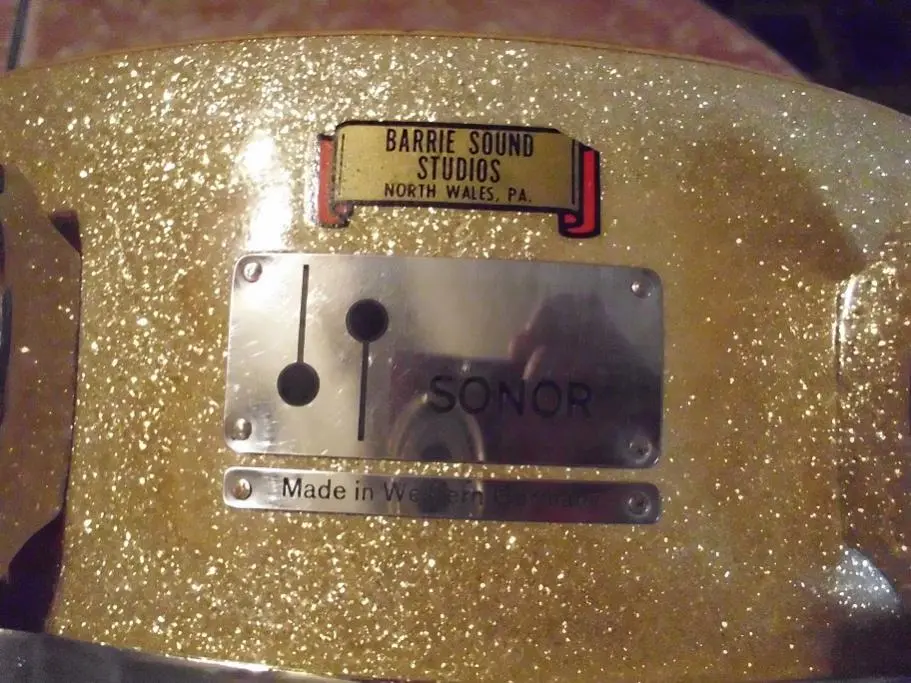 BARRIE SOUND
STUDIOS
NORTH WALES, PA.
SONOR
Made in Western Germany